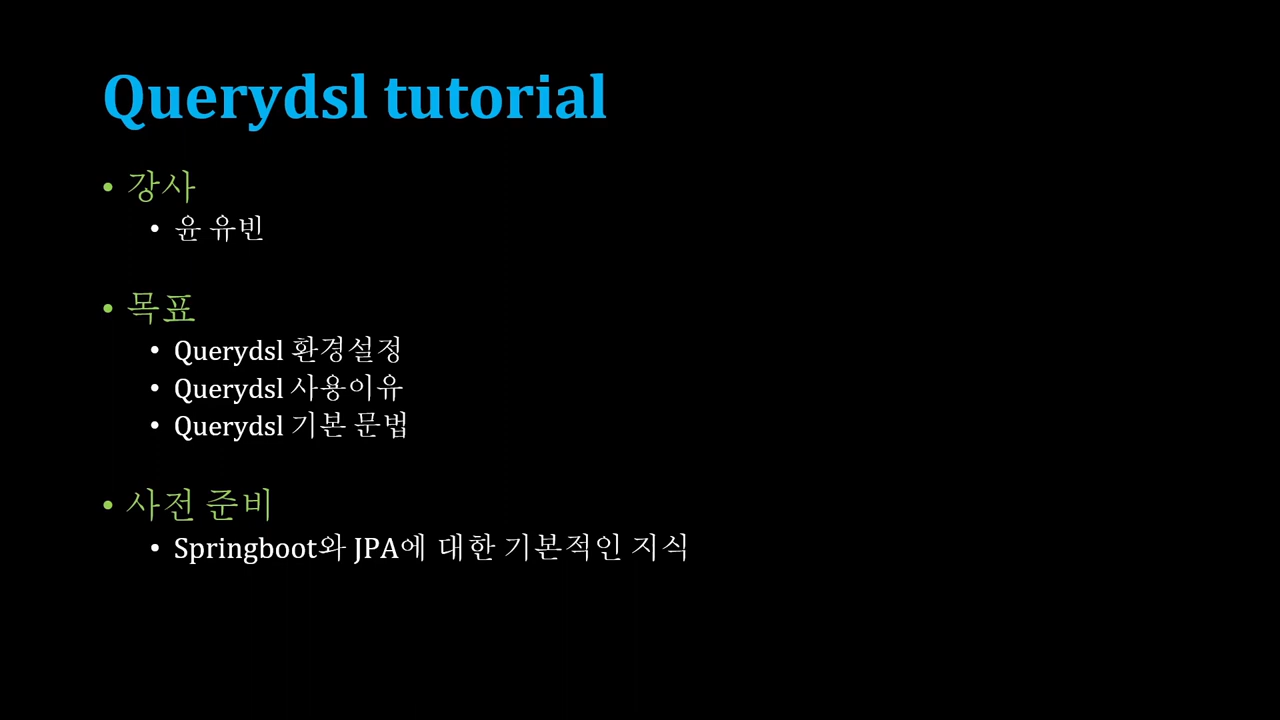 Querydsl tutorial
• 강사
• 윤 유빈
• 목표
• Querydsl 환경설정
• Querydsl 사용이유
• Querydsl 기본 문법
• 사전 준비
• Springboot와 JPA에 대한 기본적인 지식